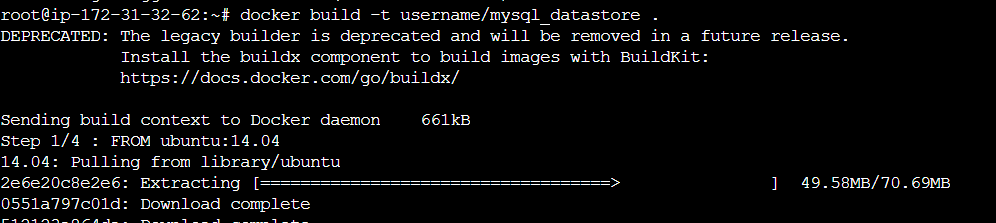 root@ip-172-31-32-62:~# docker build -t username/mysql_datastore .
DEPRECATED: The legacy builder is deprecated and will be removed in a future release.
            Install the buildx component to build images with BuildKit:
            https://docs.docker.com/go/buildx/

Sending build context to Docker daemon    661kB
Step 1/4 : FROM ubuntu:14.04
14.04: Pulling from library/ubuntu
2e6e20c8e2e6: Extracting [===================================>               ]  49.58MB/70.69MB
0551a797c01d: Download complete